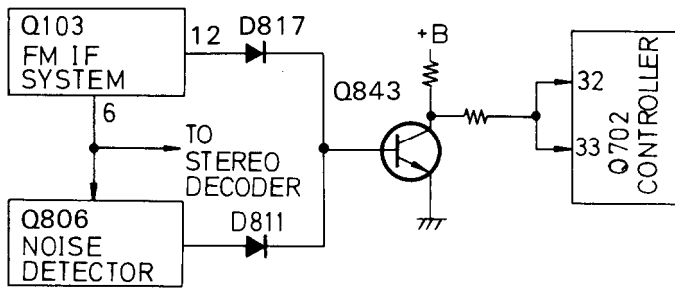 Q103
FM IF
SYSTEM
12
D817
6
TO
STEREO
DECODER
Q806
NOISE
DETECTOR
D811
Q843
+B
32
33
Q702
CONTROLLER